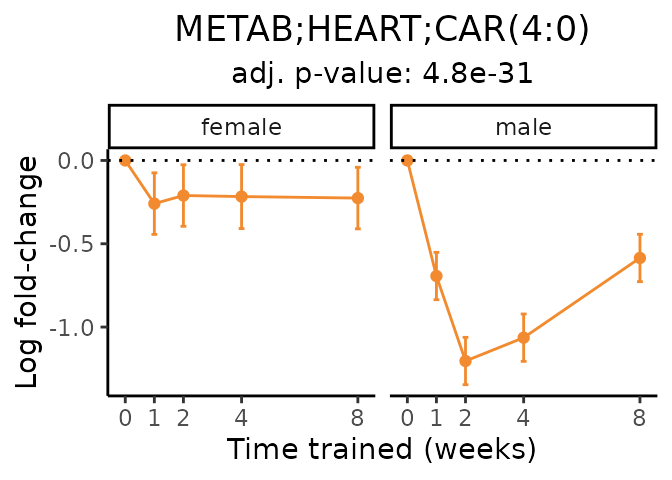 METAB;HEART;CAR(4:0)
adj. p-value: 4.8e-31
female male
Log fold-change
0.0
-0.5
-1.0
0 1 2 4 8 0 1 2 4 8
Time trained (weeks)